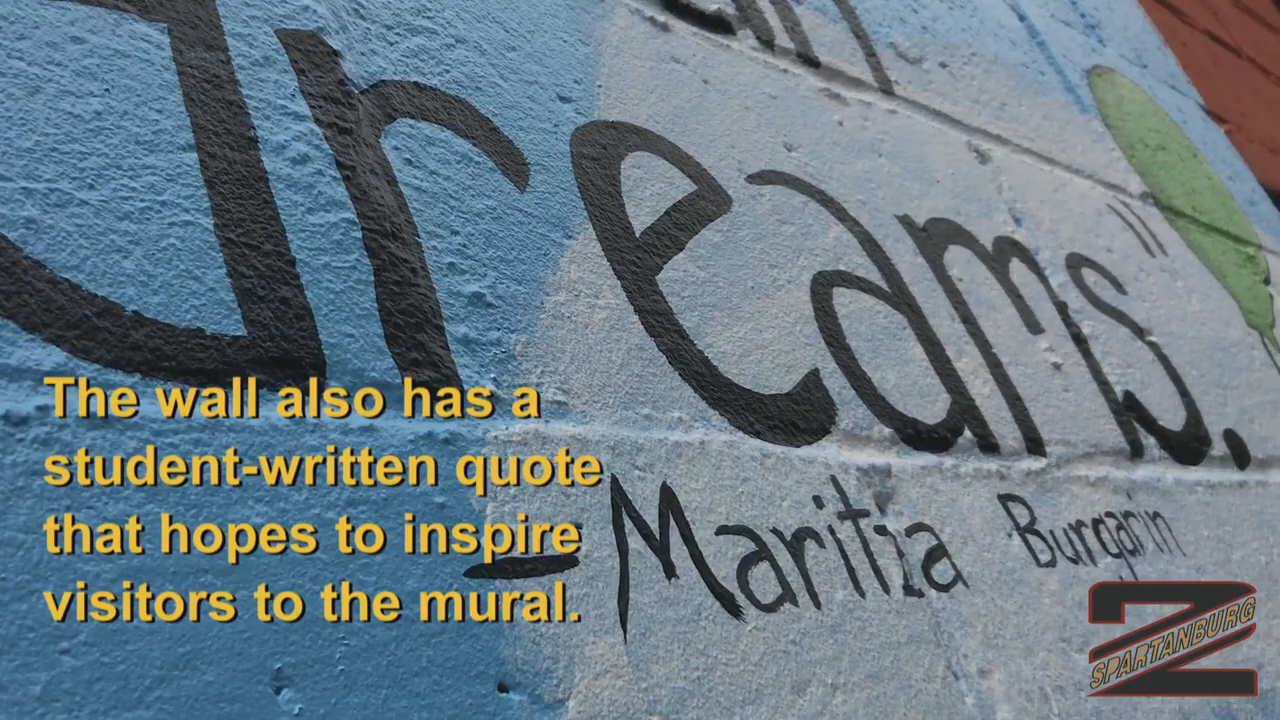 dreams".
The wall also has a
student-written quote
that hopes to inspire
visitors to the mural.
— Maritza Burgarin
2
SPARTANBURG